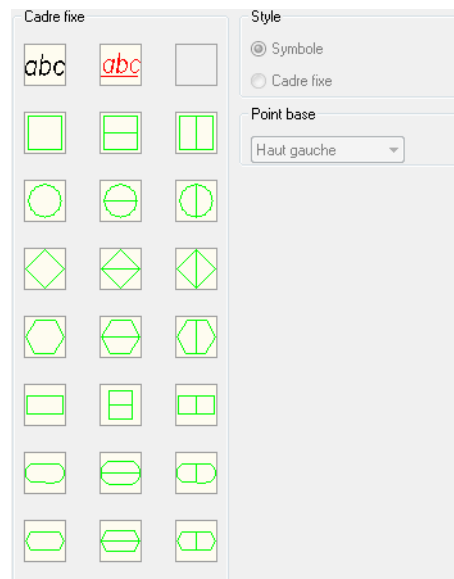 Cadre fixe
abc abc
Style
Symbole
Cadre fixe
Point base
Haut gauche